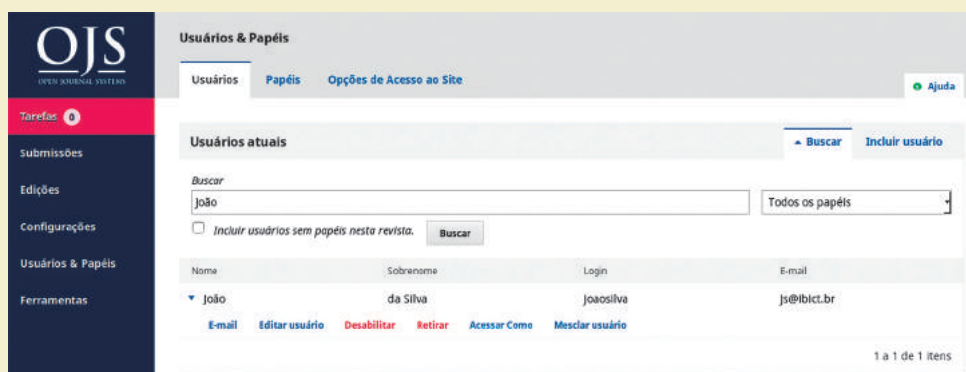 OJS
OPEN JOURNAL SYSTEMS
Tarefas 0
Submissões
Edições
Configurações
Usuários & Papéis
Ferramentas
Usuários & Papéis
Usuários Papéis Opções de Acesso ao Site
Ajuda
Usuários atuais
Buscar Incluir usuário
Buscar
João Todos os papéis
Incluir usuários sem papéis nesta revista. Buscar
Nome Sobrenome Login E-mail
João da Silva joaosilva js@ibict.br
E-mail Editar usuário Desabilitar Retirar Acessar Como Mesclar usuário
1 a 1 de 1 itens